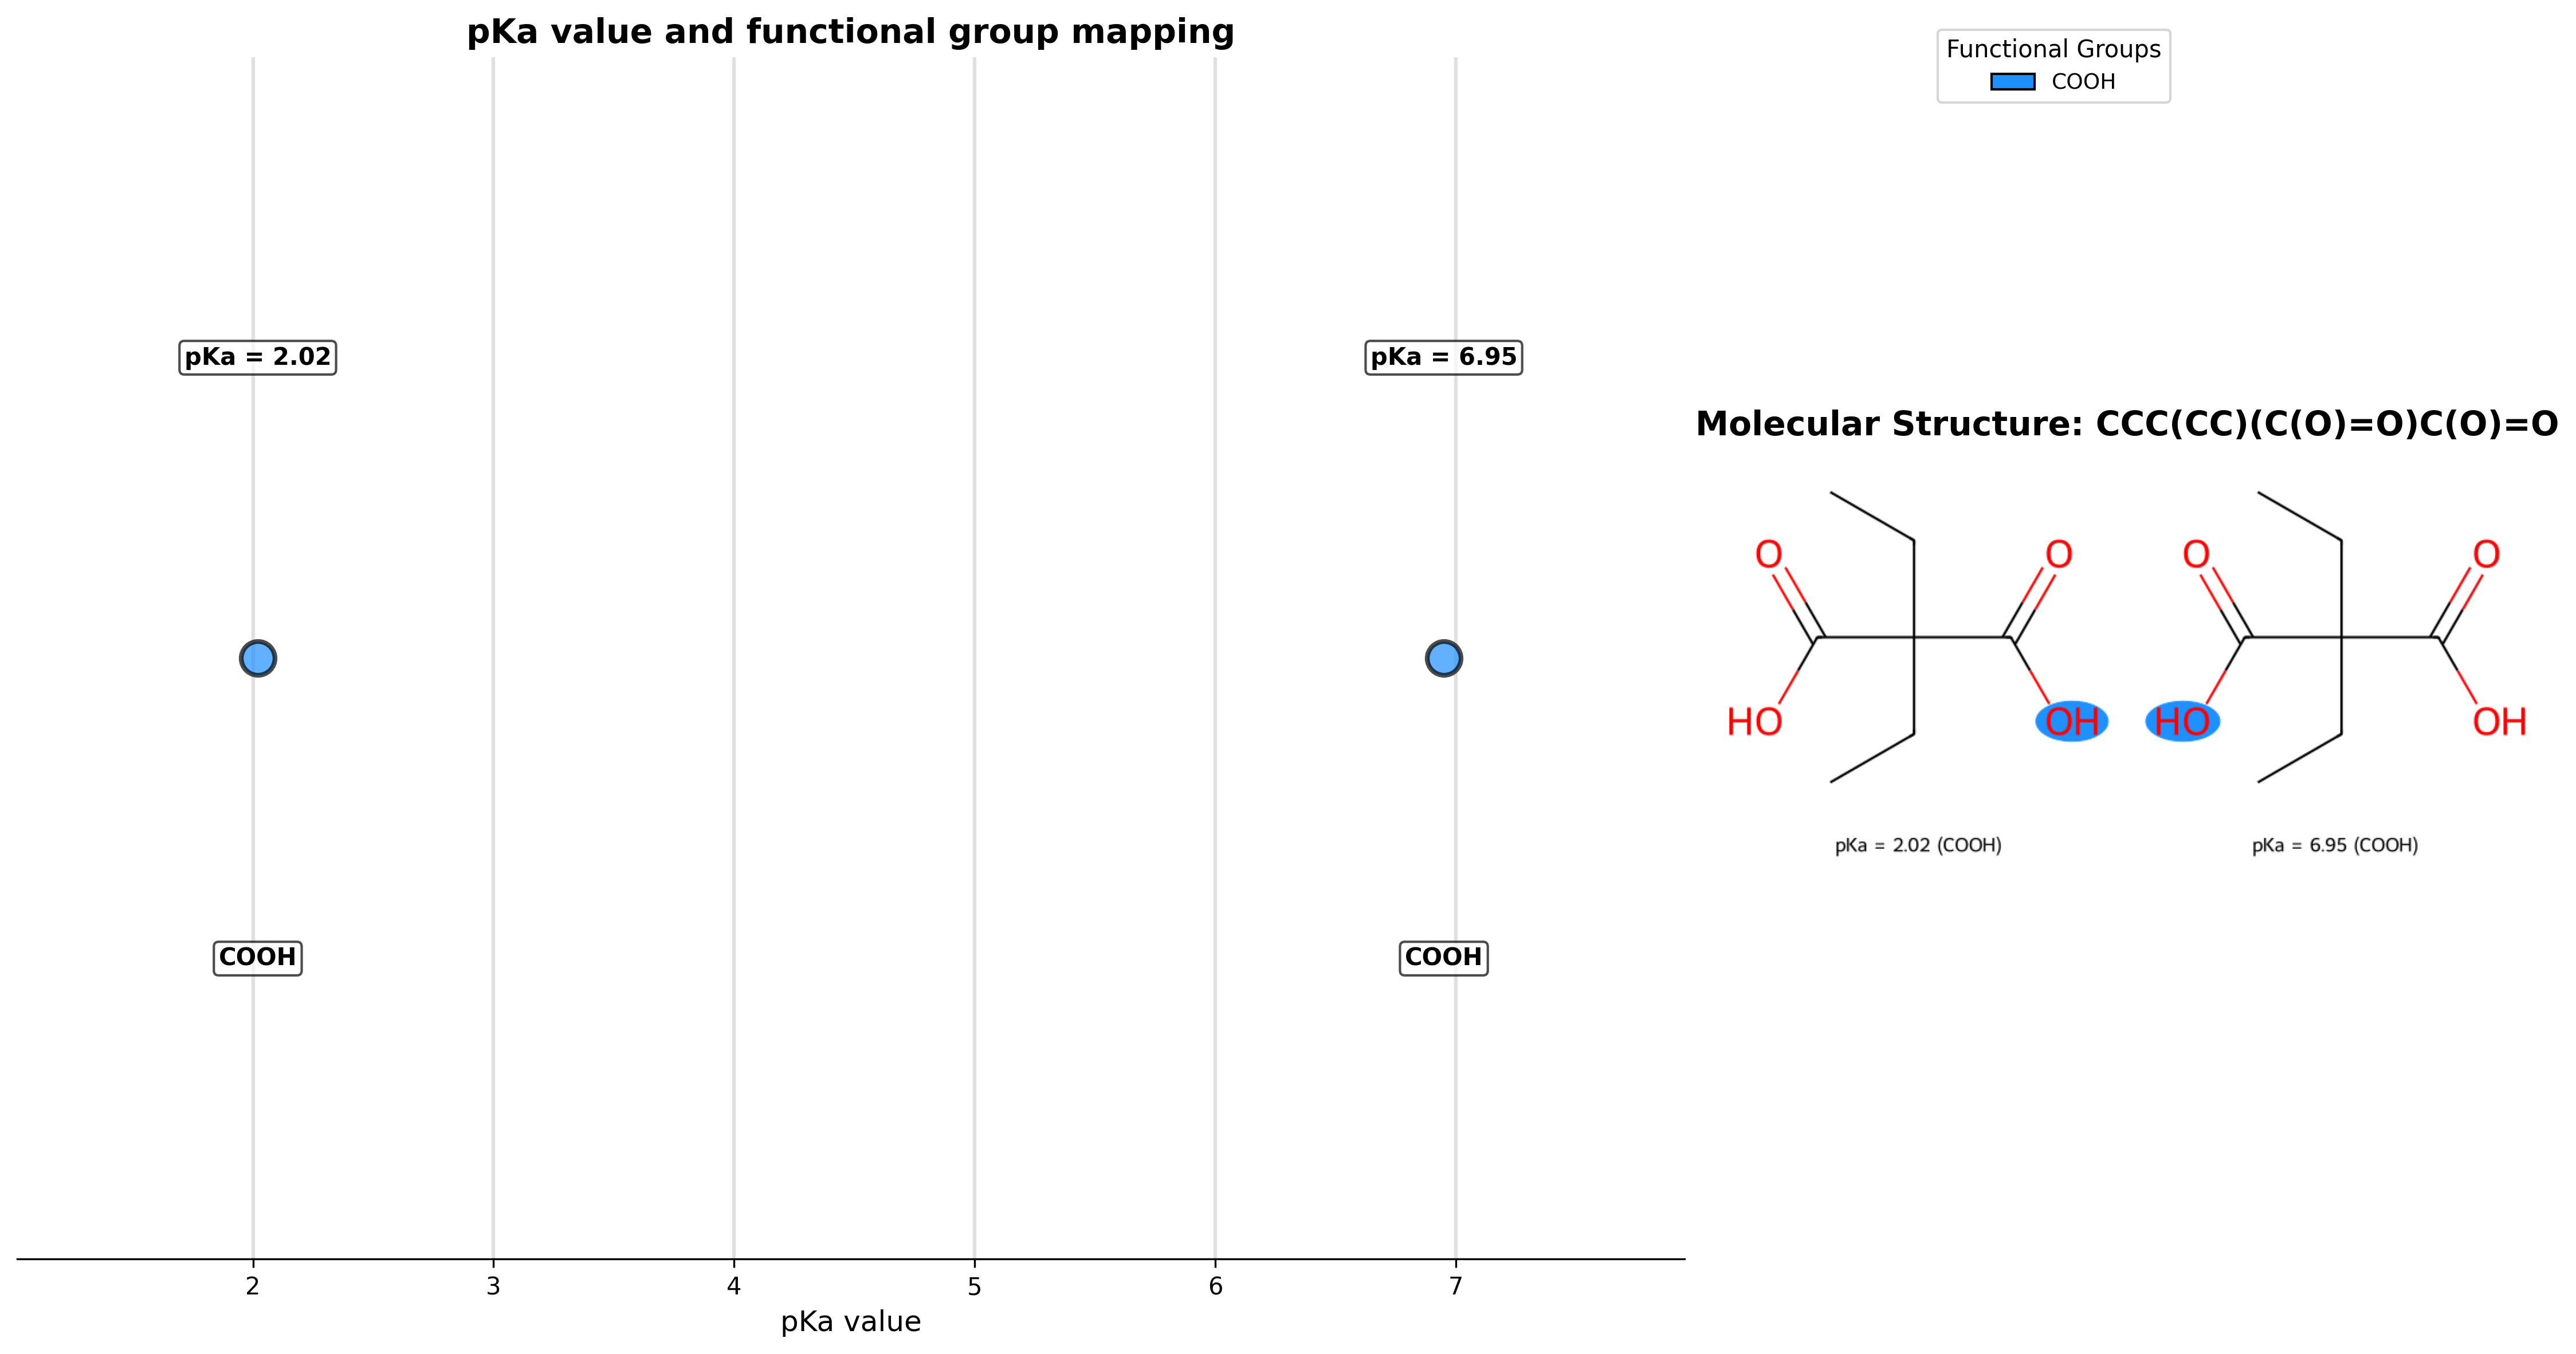 pKa value and functional group mapping
pKa = 2.02
pKa = 6.95
COOH
COOH
2
3
4
5
6
7
pKa value
Functional Groups
COOH
Molecular Structure: CCC(CC)(C(O)=O)C(O)=O
O
O
HO
OH
O
O
HO
OH
pKa = 2.02 (COOH)
pKa = 6.95 (COOH)